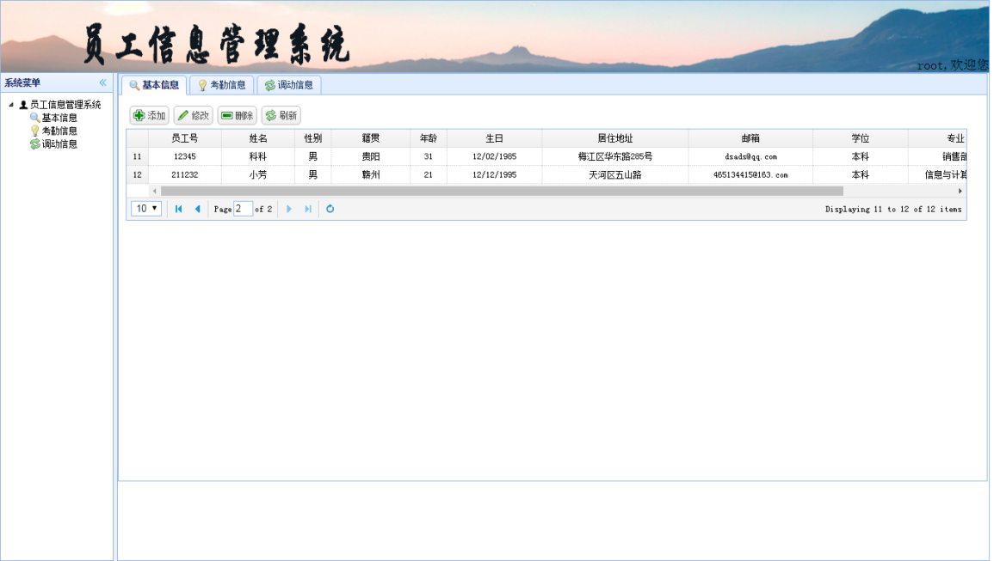 员工信息管理系统
root,欢迎您
系统菜单
员工信息管理系统
基本信息
考勤信息
调动信息
基本信息 考勤信息 调动信息
添加 修改 删除 刷新
员工号 姓名 性别 籍贯 年龄 生日 居住地址 邮箱 学位 专业
11 12345 科科 男 贵阳 31 12/02/1985 梅江区华东路285号 dsads@qq.com 本科 销售部
12 211232 小芳 男 赣州 21 12/12/1995 天河区五山路 465134415@163.com 本科 信息与计算
10 Page 2 of 2 Displaying 11 to 12 of 12 items